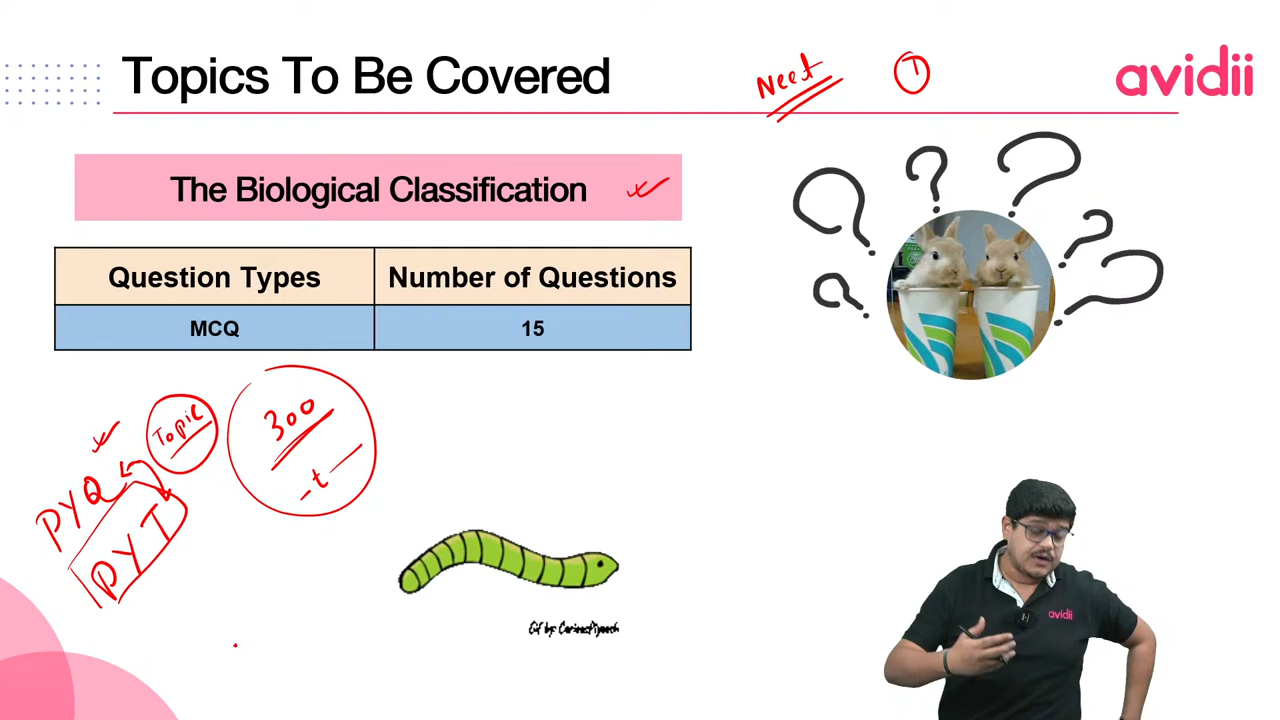 Topics To Be Covered
Neet
T
avidii
The Biological Classification
Question Types
Number of Questions
MCQ
15
Topic
300
PYQ
- t
PYT
avidii